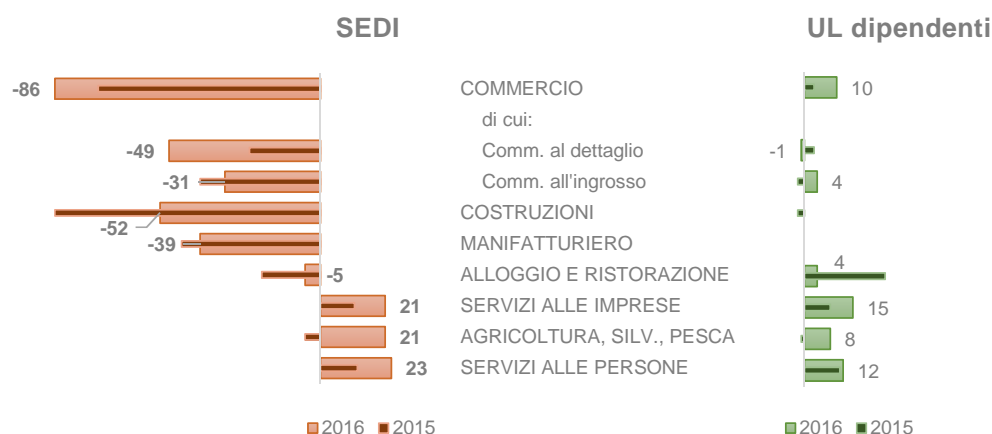 SEDI UL dipendenti
-86 COMMERCIO 10
di cui:
-49 Comm. al dettaglio -1
-31 Comm. all'ingrosso 4
-52 COSTRUZIONI
-39 MANIFATTURIERO
-5 ALLOGGIO E RISTORAZIONE 4
21 SERVIZI ALLE IMPRESE 15
21 AGRICOLTURA, SILV., PESCA 8
23 SERVIZI ALLE PERSONE 12
2016 2015 2016 2015